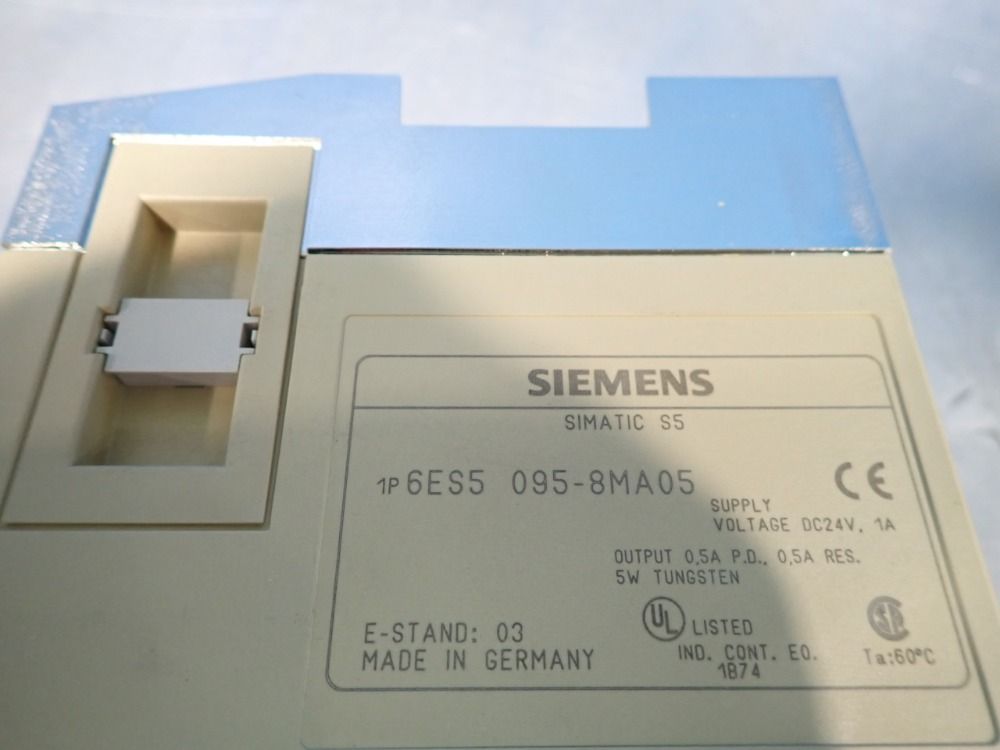 SIEMENS
SIMATIC S5
1P 6ES5 095-8MA05
CE
SUPPLY
VOLTAGE DC24V, 1A
OUTPUT 0,5A P.D., 0,5A RES.
5W TUNGSTEN
E-STAND: 03
MADE IN GERMANY
UL LISTED
IND. CONT. EQ.
1B74
Ta:60°C